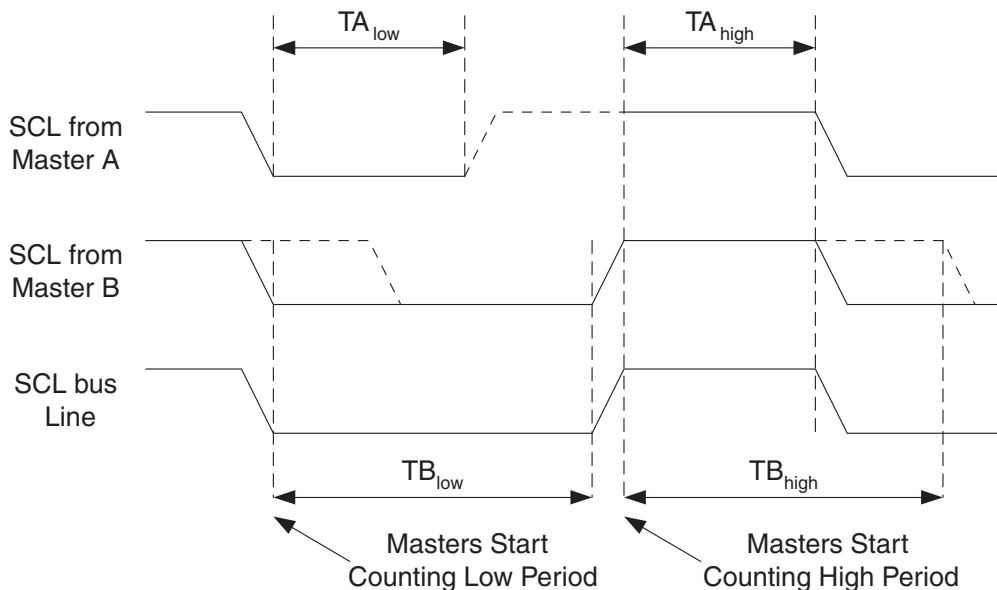 TA low
TA high
SCL from
Master A
SCL from
Master B
SCL bus
Line
TB low
TB high
Masters Start
Counting Low Period
Masters Start
Counting High Period